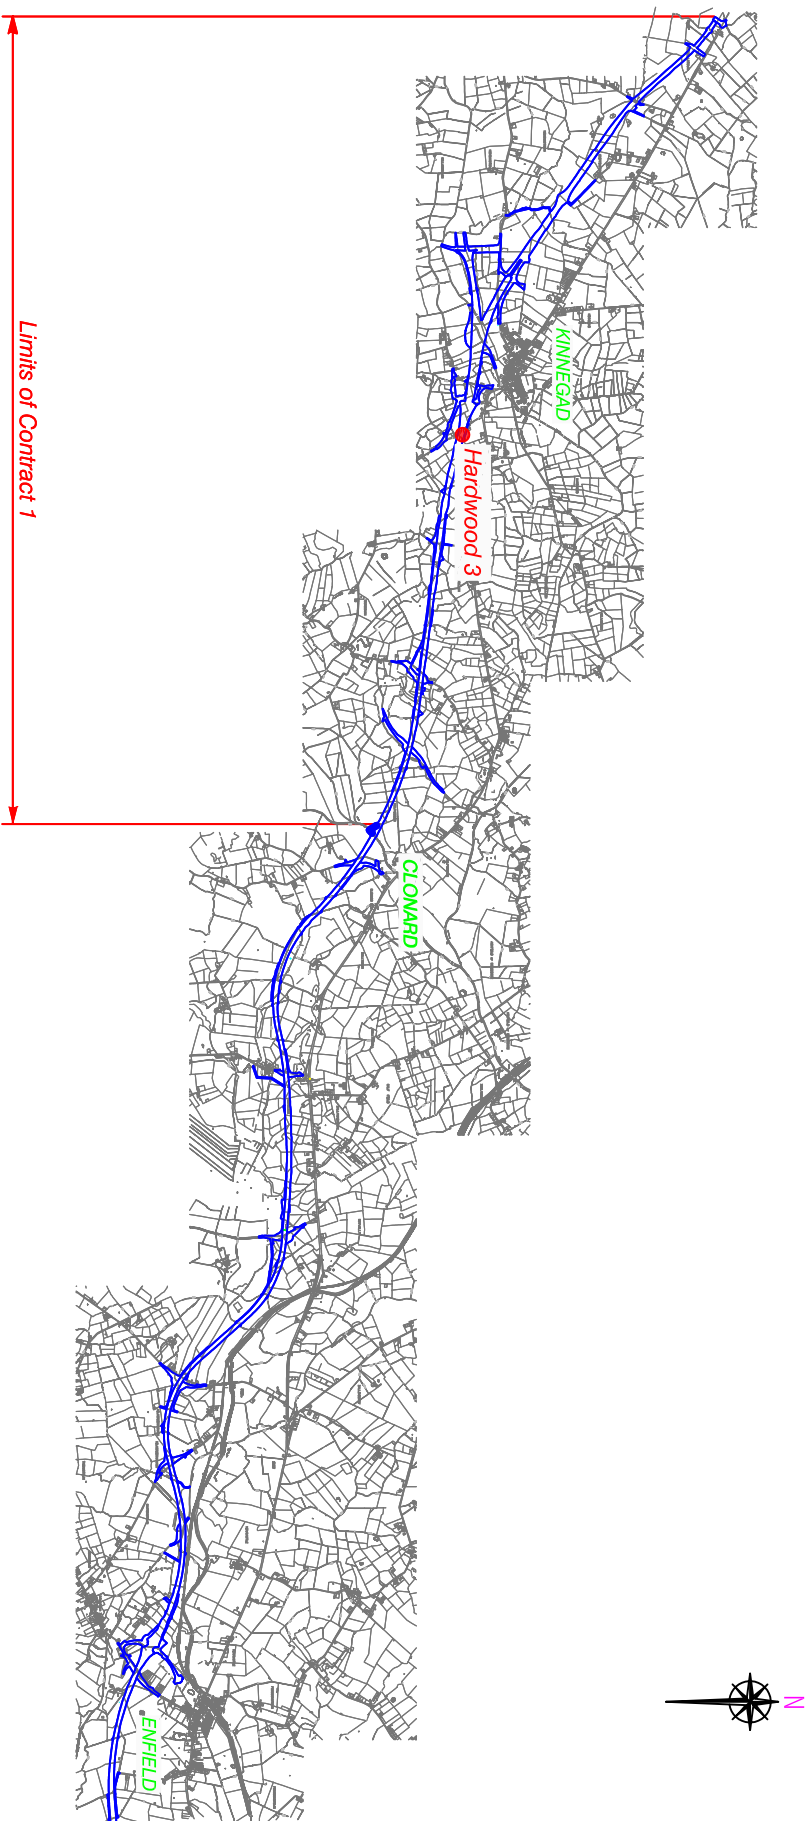 N
KINNEGAD
Hardwood 3
CLONARD
ENFIELD
Limits of Contract 1